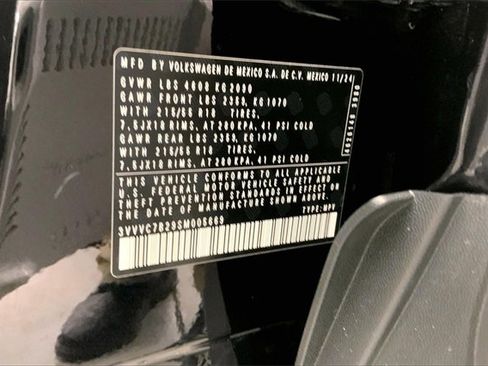 MFD BY VOLKSWAGEN DE MEXICO S.A. DE C.V. MEXICO 11/24
GVWR LBS 4608 KG 2090
GAWR FRONT LBS 2359, KG 1070
WITH 215/55 R18 TIRES,
7,5JX18 RIMS, AT 280 KPA, 41 PSI COLD
GAWR REAR LBS 2359, KG 1070
WITH 215/55 R18 TIRES,
7,5JX18 RIMS, AT 280 KPA, 41 PSI COLD
THIS VEHICLE CONFORMS TO ALL APPLICABLE
U.S. FEDERAL MOTOR VEHICLE SAFETY AND
THEFT PREVENTION STANDARDS IN EFFECT ON
THE DATE OF MANUFACTURE SHOWN ABOVE.
TYPE: MPV